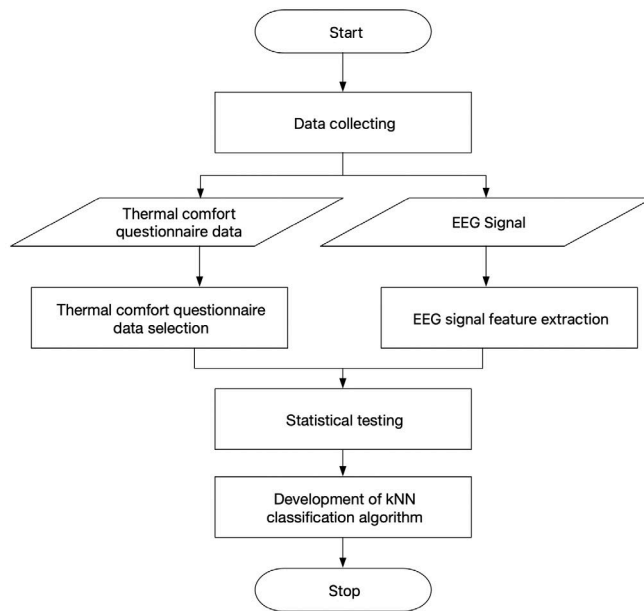 Start
Data collecting
Thermal comfort
questionnaire data
EEG Signal
Thermal comfort questionnaire
data selection
EEG signal feature extraction
Statistical testing
Development of kNN
classification algorithm
Stop